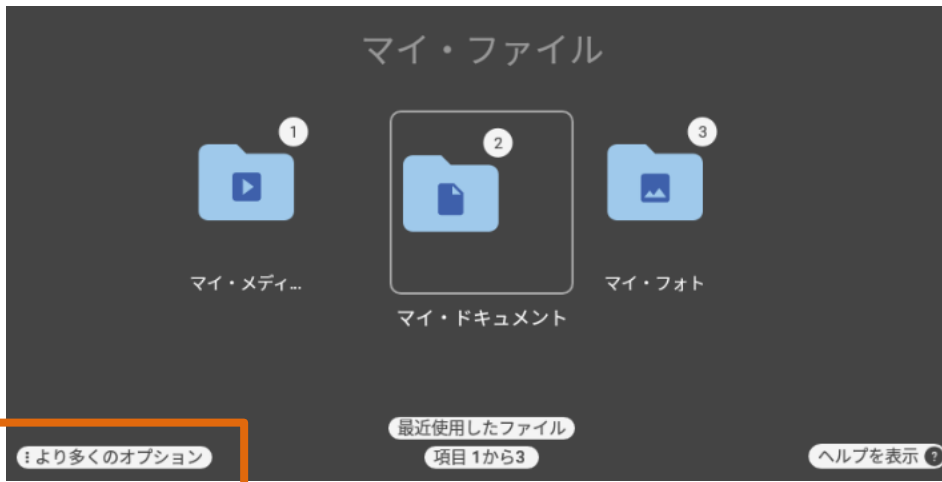 マイ・ファイル
1
2
3
マイ・メディ...
マイ・ドキュメント
マイ・フォト
最近使用したファイル
より多くのオプション
項目 1から3
ヘルプを表示 ?